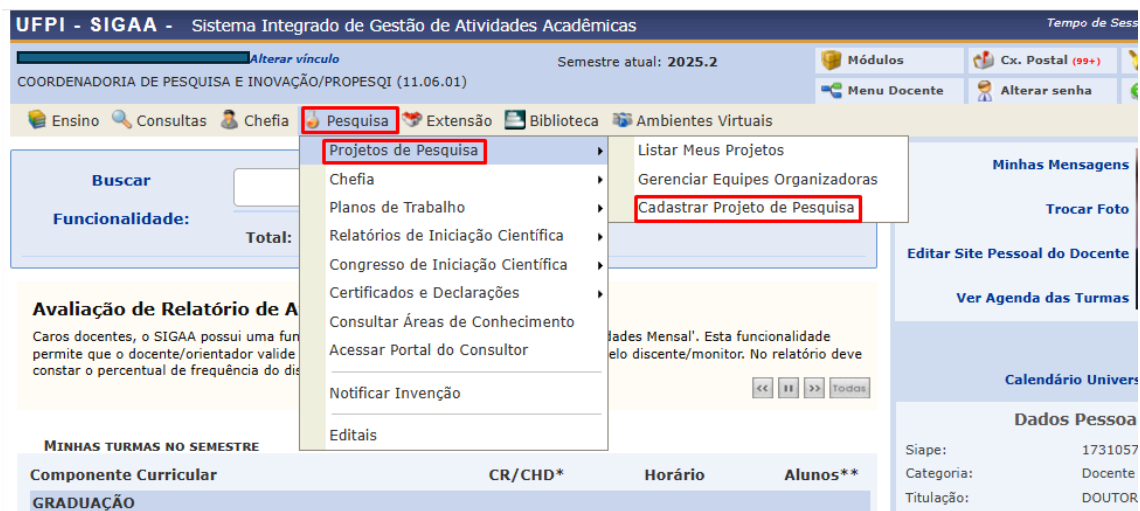 UFPI - SIGAA - Sistema Integrado de Gestão de Atividades Acadêmicas
Tempo de Sess
Alterar vínculo
Semestre atual: 2025.2
Módulos
Cx. Postal (99+)
COORDENADORIA DE PESQUISA E INOVAÇÃO/PROPESQI (11.06.01)
Menu Docente
Alterar senha
Ensino Consultas Chefia Pesquisa Extensão Biblioteca Ambientes Virtuais
Projetos de Pesquisa
Chefia
Planos de Trabalho
Relatórios de Iniciação Científica
Congresso de Iniciação Científica
Certificados e Declarações
Consultar Áreas de Conhecimento
Acessar Portal do Consultor
Notificar Invenção
Editais
Listar Meus Projetos
Gerenciar Equipes Organizadoras
Cadastrar Projeto de Pesquisa
Buscar
Funcionalidade:
Total:
Minhas Mensagens
Trocar Foto
Editar Site Pessoal do Docente
Ver Agenda das Turmas
Avaliação de Relatório de A
Caros docentes, o SIGAA possui uma fun
dades Mensal'. Esta funcionalidade
permite que o docente/orientador valide
elo discente/monitor. No relatório deve
constar o percentual de frequência do dis
<< II >> Todas
Calendário Univers
MINHAS TURMAS NO SEMESTRE
Componente Curricular CR/CHD* Horário Alunos**
GRADUAÇÃO
Dados Pessoa
Siape: 1731057
Categoria: Docente
Titulação: DOUTOR